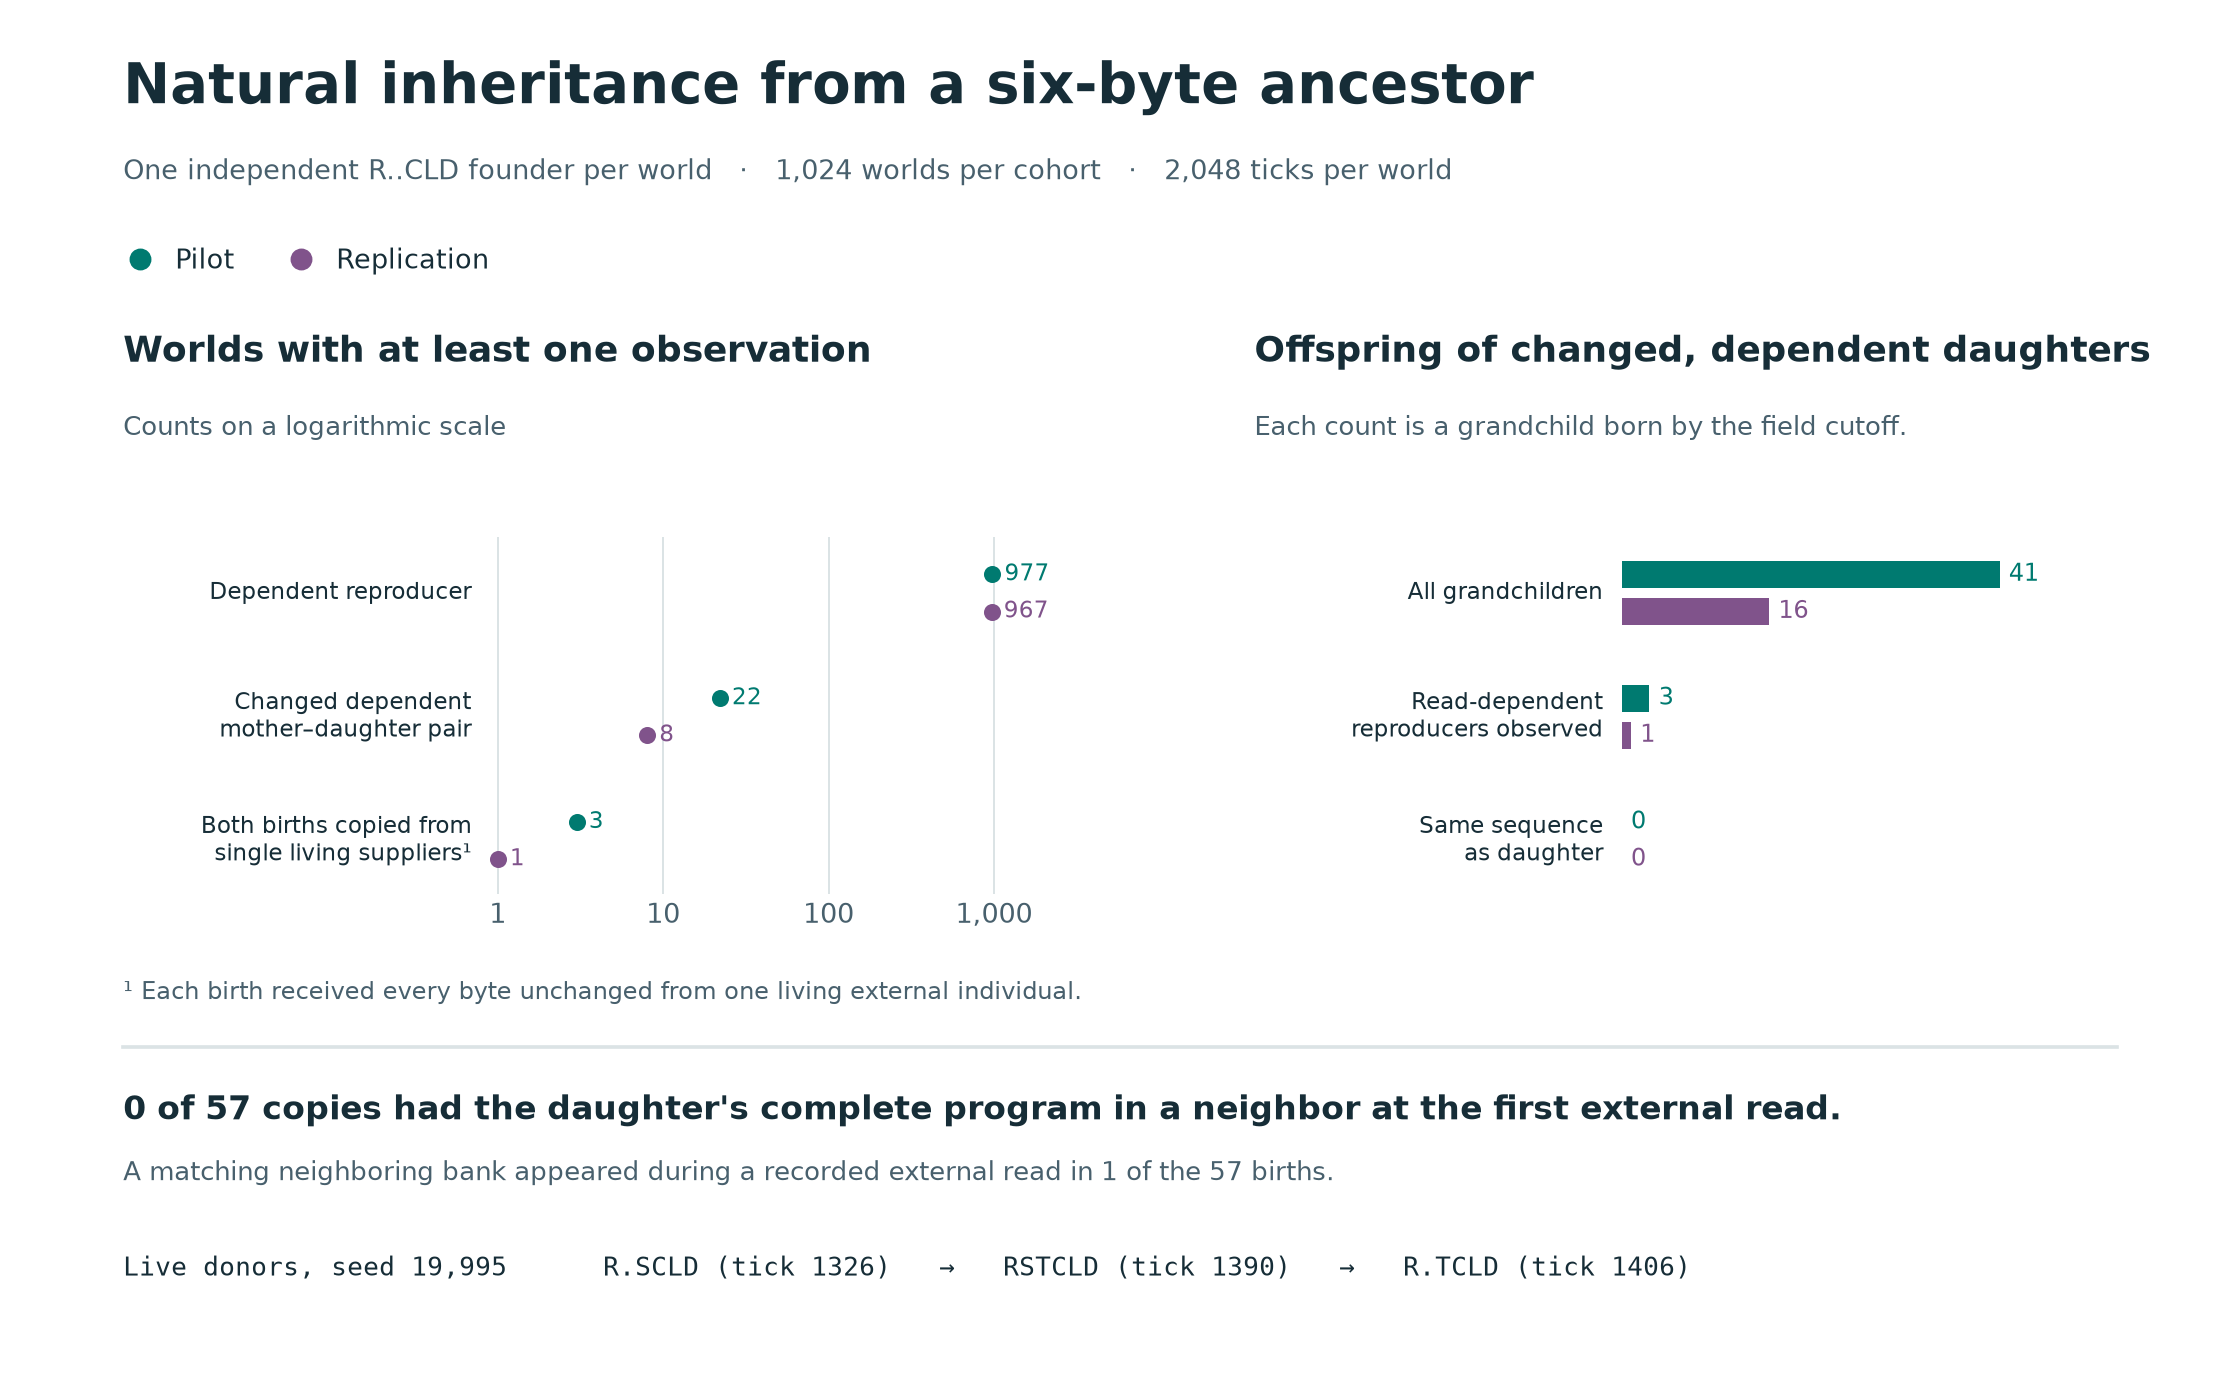 Natural inheritance from a six-byte ancestor
One independent R..CLD founder per world · 1,024 worlds per cohort · 2,048 ticks per world
Pilot Replication
Worlds with at least one observation
Counts on a logarithmic scale
Dependent reproducer
977
967
Changed dependent
mother–daughter pair
22
8
Both births copied from
single living suppliers¹
3
1
1 10 100 1,000
¹ Each birth received every byte unchanged from one living external individual.
Offspring of changed, dependent daughters
Each count is a grandchild born by the field cutoff.
All grandchildren
41
16
Read-dependent
reproducers observed
3
1
Same sequence
as daughter
0
0
0 of 57 copies had the daughter's complete program in a neighbor at the first external read.
A matching neighboring bank appeared during a recorded external read in 1 of the 57 births.
Live donors, seed 19,995 R.SCLD (tick 1326) → RSTCLD (tick 1390) → R.TCLD (tick 1406)